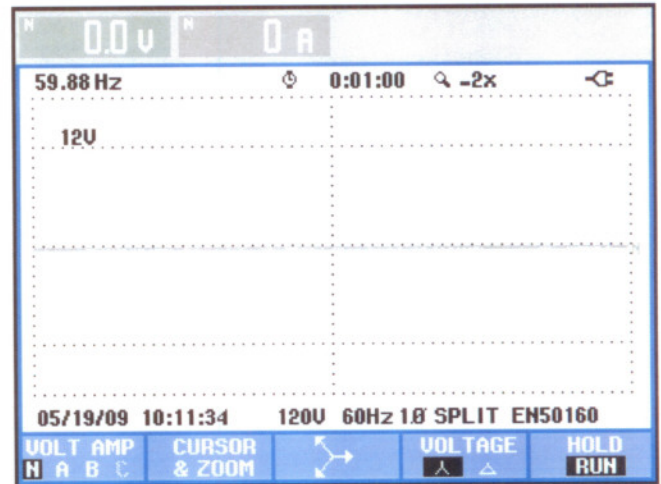 N 0.0 V N 0 A
59.88 Hz 0:01:00 -2x
12V
N
05/19/09 10:11:34 120V 60Hz 1Ø SPLIT EN50160
VOLT AMP CURSOR VOLTAGE HOLD
N A B C & ZOOM RUN